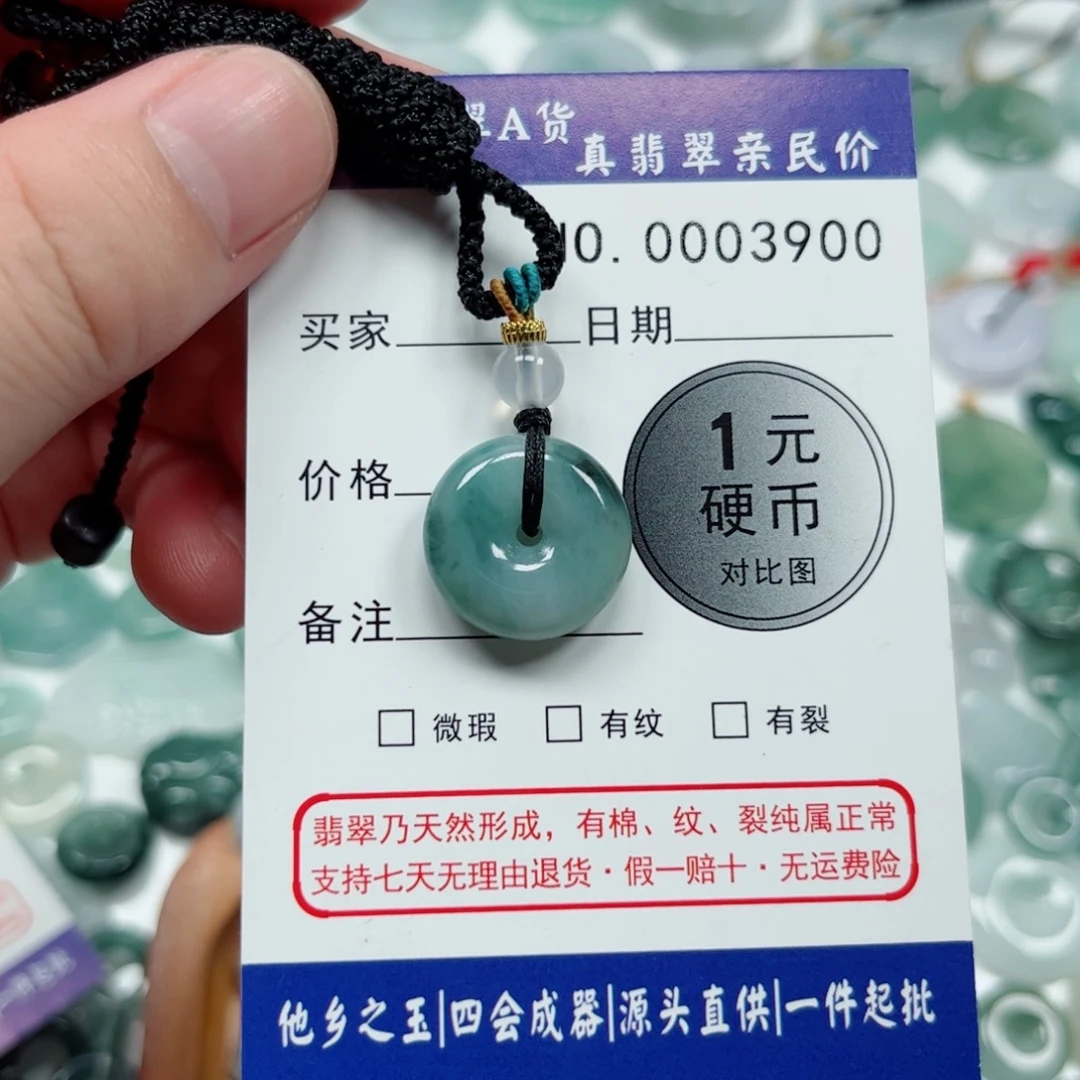 翠A货
真翡翠亲民价
NO. 0003900
买家 日期
1元
硬币
对比图
价格
备注
□ 微瑕 □ 有纹 □ 有裂
翡翠乃天然形成，有棉、纹、裂纯属正常
支持七天无理由退货·假一赔十·无运费险
他乡之玉|四会成器|源头直供|一件起批